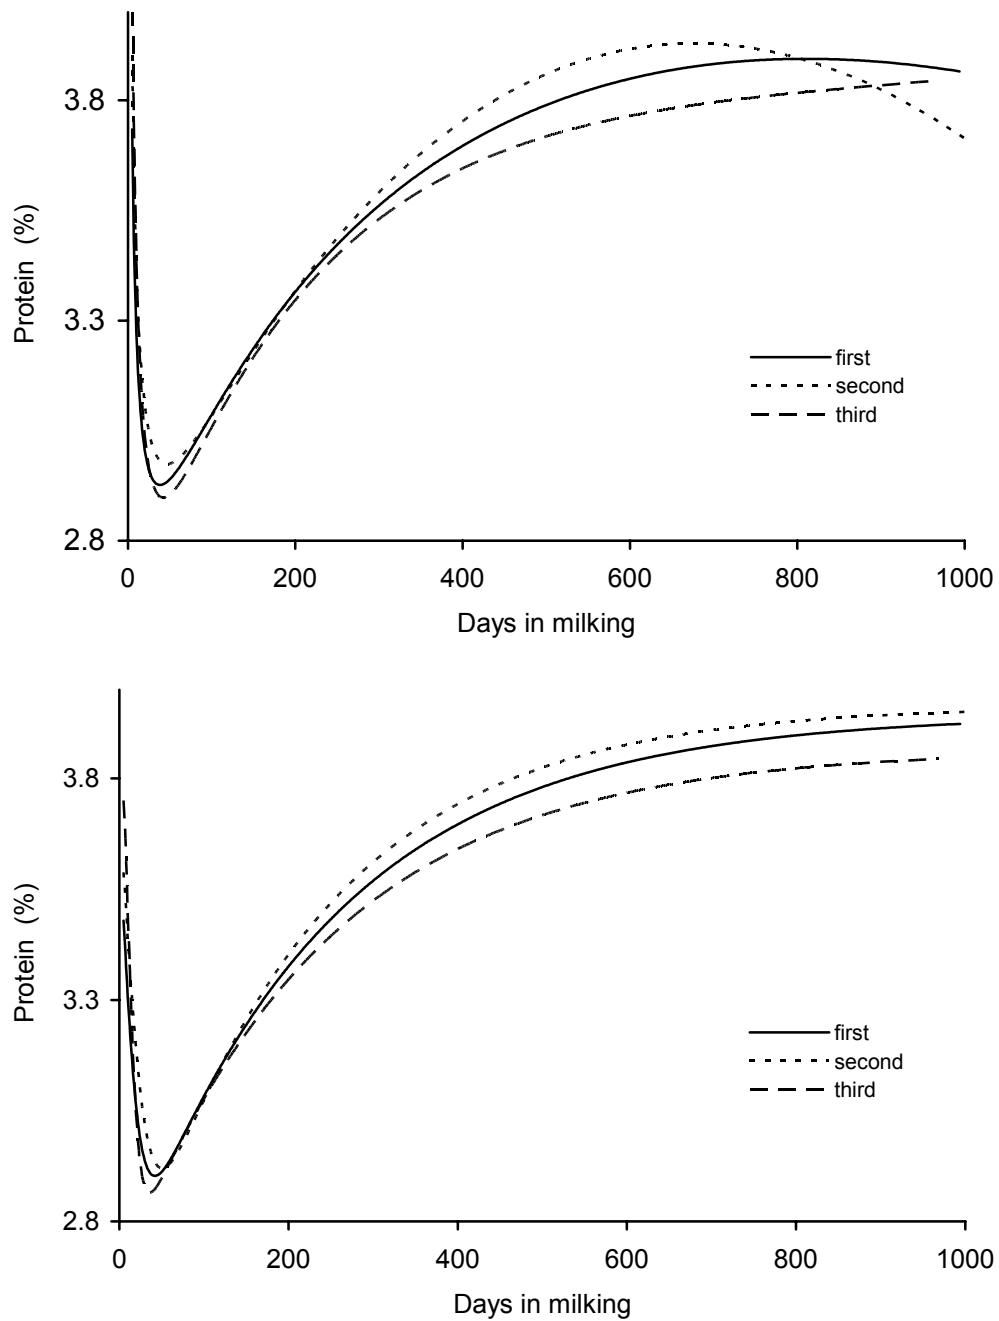 3.8
3.3
2.8
Protein (%)
first
second
third
0 200 400 600 800 1000
Days in milking
3.8
3.3
2.8
Protein (%)
first
second
third
0 200 400 600 800 1000
Days in milking